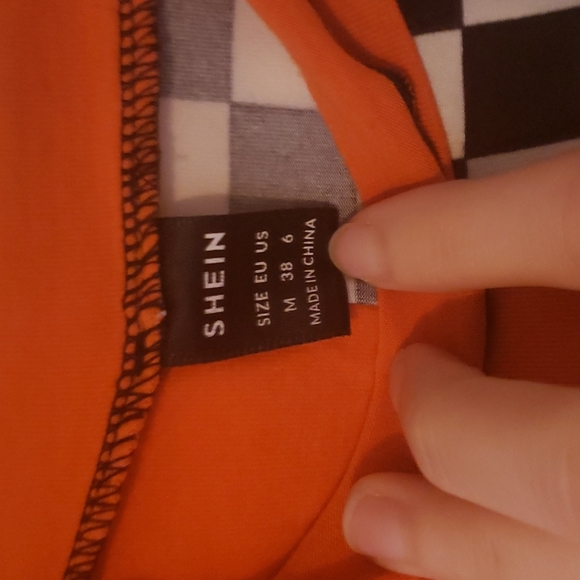 SHEIN
SIZE EU US
M 38 6
MADE IN CHINA